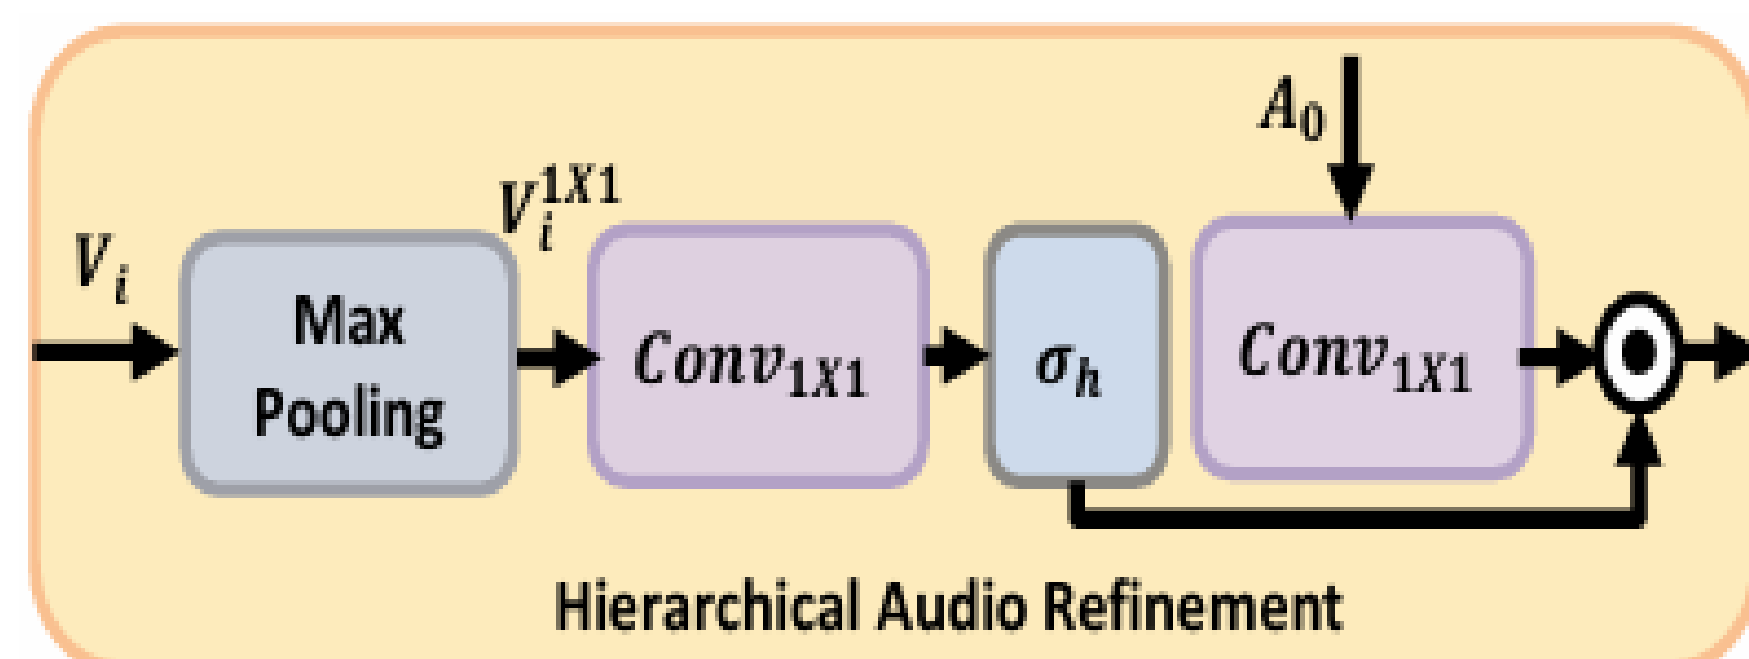 A₀
V_i^{1X1}
V_i
Max
Pooling
Conv₁ₓ₁
σₕ
Conv₁ₓ₁
Hierarchical Audio Refinement